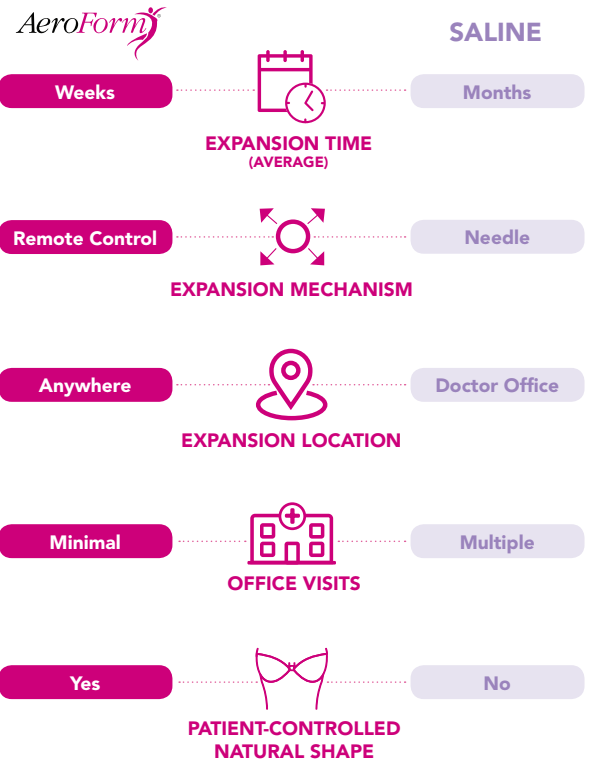 AeroForm
SALINE
Weeks
Months
EXPANSION TIME
(AVERAGE)
Remote Control
Needle
EXPANSION MECHANISM
Anywhere
Doctor Office
EXPANSION LOCATION
Minimal
Multiple
OFFICE VISITS
Yes
No
PATIENT-CONTROLLED
NATURAL SHAPE